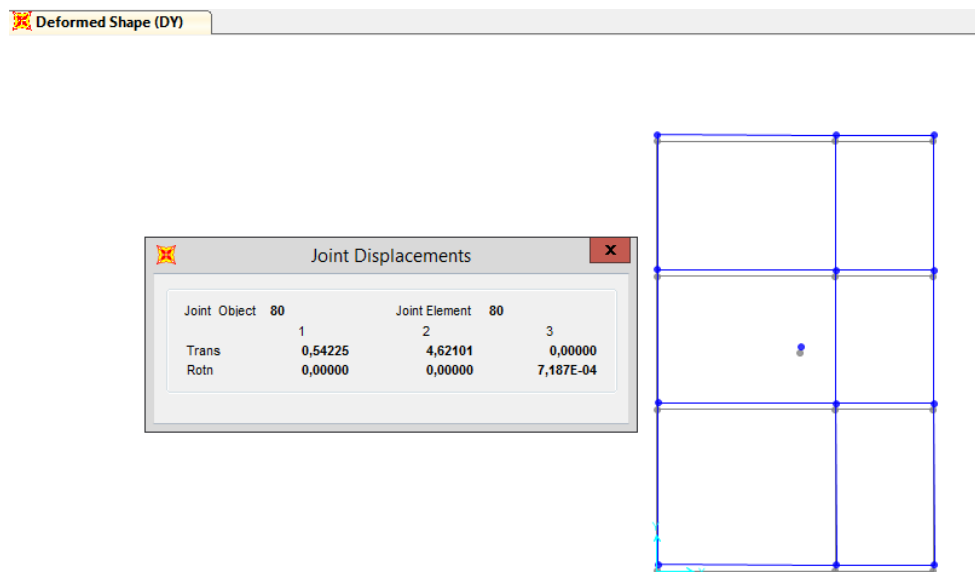 Deformed Shape (DY)
Joint Displacements
x
Joint Object 80 Joint Element 80
1 2 3
Trans 0,54225 4,62101 0,00000
Rotn 0,00000 0,00000 7,187E-04
Y
X